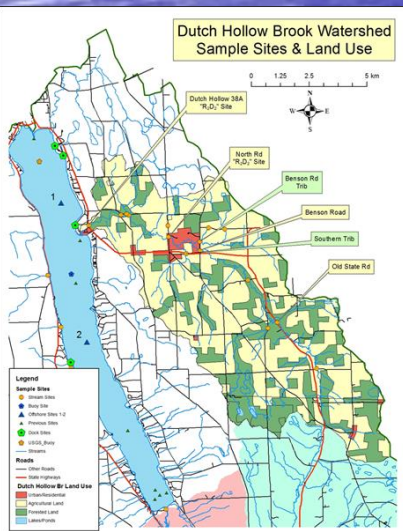 Dutch Hollow Brook Watershed
Sample Sites & Land Use
0 1.25 2.5 5 km
N
W E
S
Dutch Hollow 38A
"R₂D₂" Site
North Rd
"R₂D₂" Site
Benson Rd
Trib
Benson Road
Southern Trib
Old State Rd
1
2
Legend
Sample Sites
Stream Sites
Buoy Site
Offshore Sites 1-2
Previous Sites
Dock Sites
USGS_Buoy
Streams
Roads
Other Roads
State Highways
Dutch Hollow Br Land Use
Urban/Residential
Agricultural Land
Forested Land
Lakes/Ponds